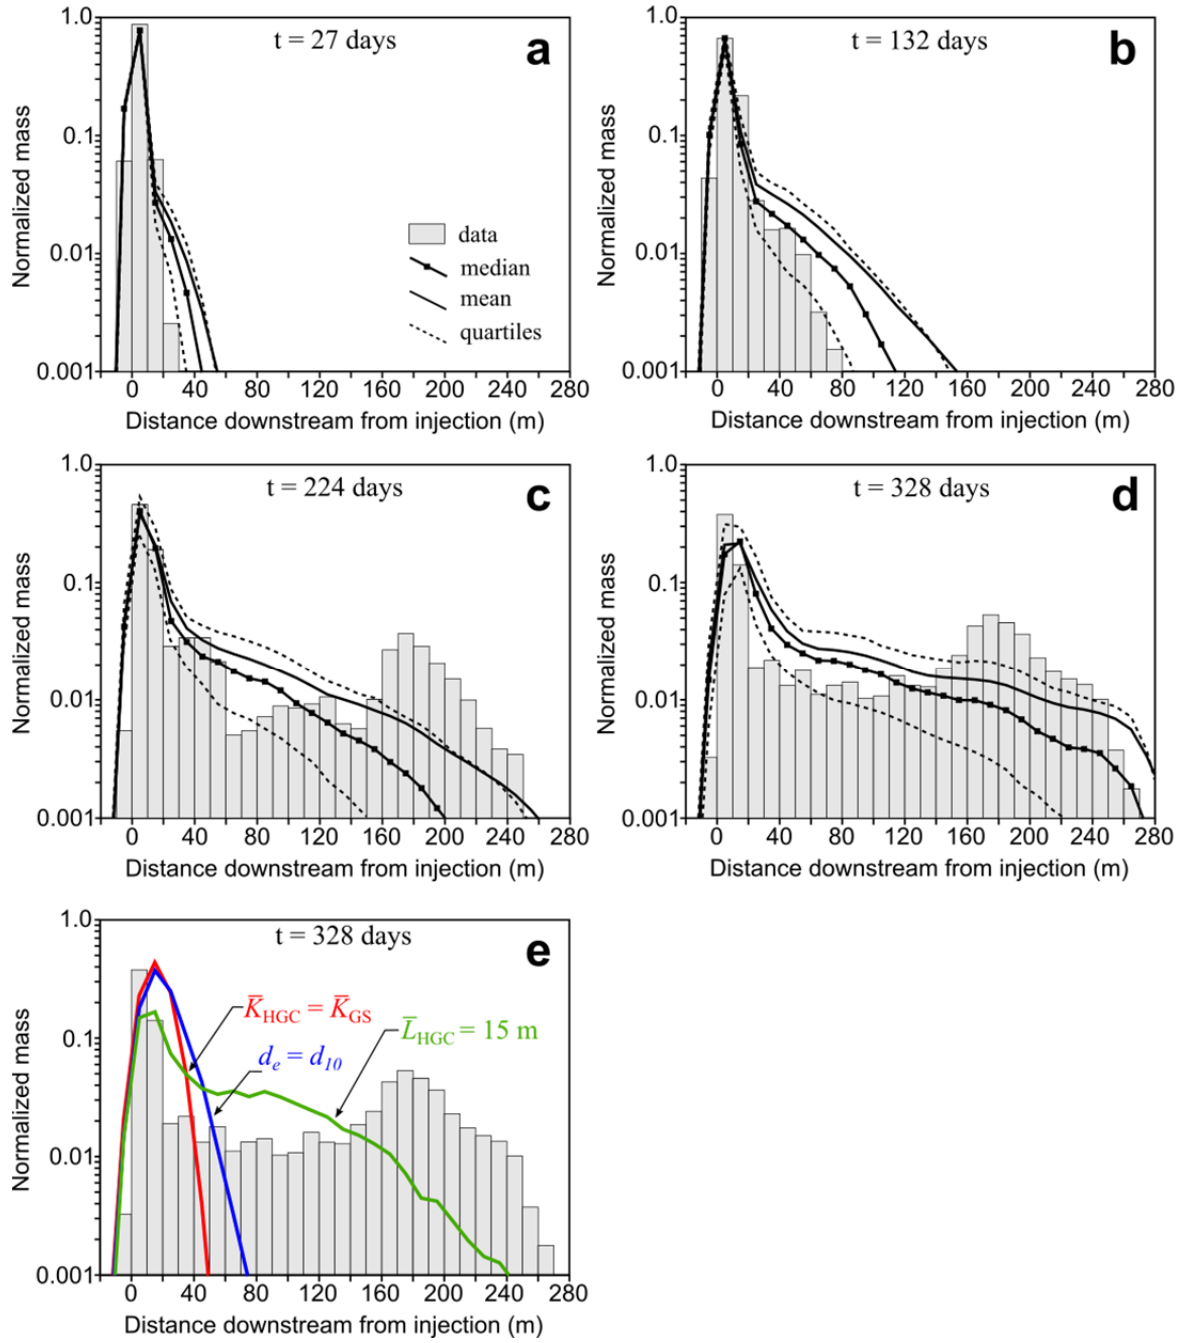 t = 27 days
a
Normalized mass
1.0
0.1
0.01
0.001
data
median
mean
quartiles
0 40 80 120 160 200 240 280
Distance downstream from injection (m)
t = 132 days
b
Normalized mass
1.0
0.1
0.01
0.001
0 40 80 120 160 200 240 280
Distance downstream from injection (m)
t = 224 days
c
Normalized mass
1.0
0.1
0.01
0.001
0 40 80 120 160 200 240 280
Distance downstream from injection (m)
t = 328 days
d
Normalized mass
1.0
0.1
0.01
0.001
0 40 80 120 160 200 240 280
Distance downstream from injection (m)
t = 328 days
e
Normalized mass
1.0
0.1
0.01
0.001
K̅HGC = K̅GS
L̅HGC = 15 m
de = d10
0 40 80 120 160 200 240 280
Distance downstream from injection (m)